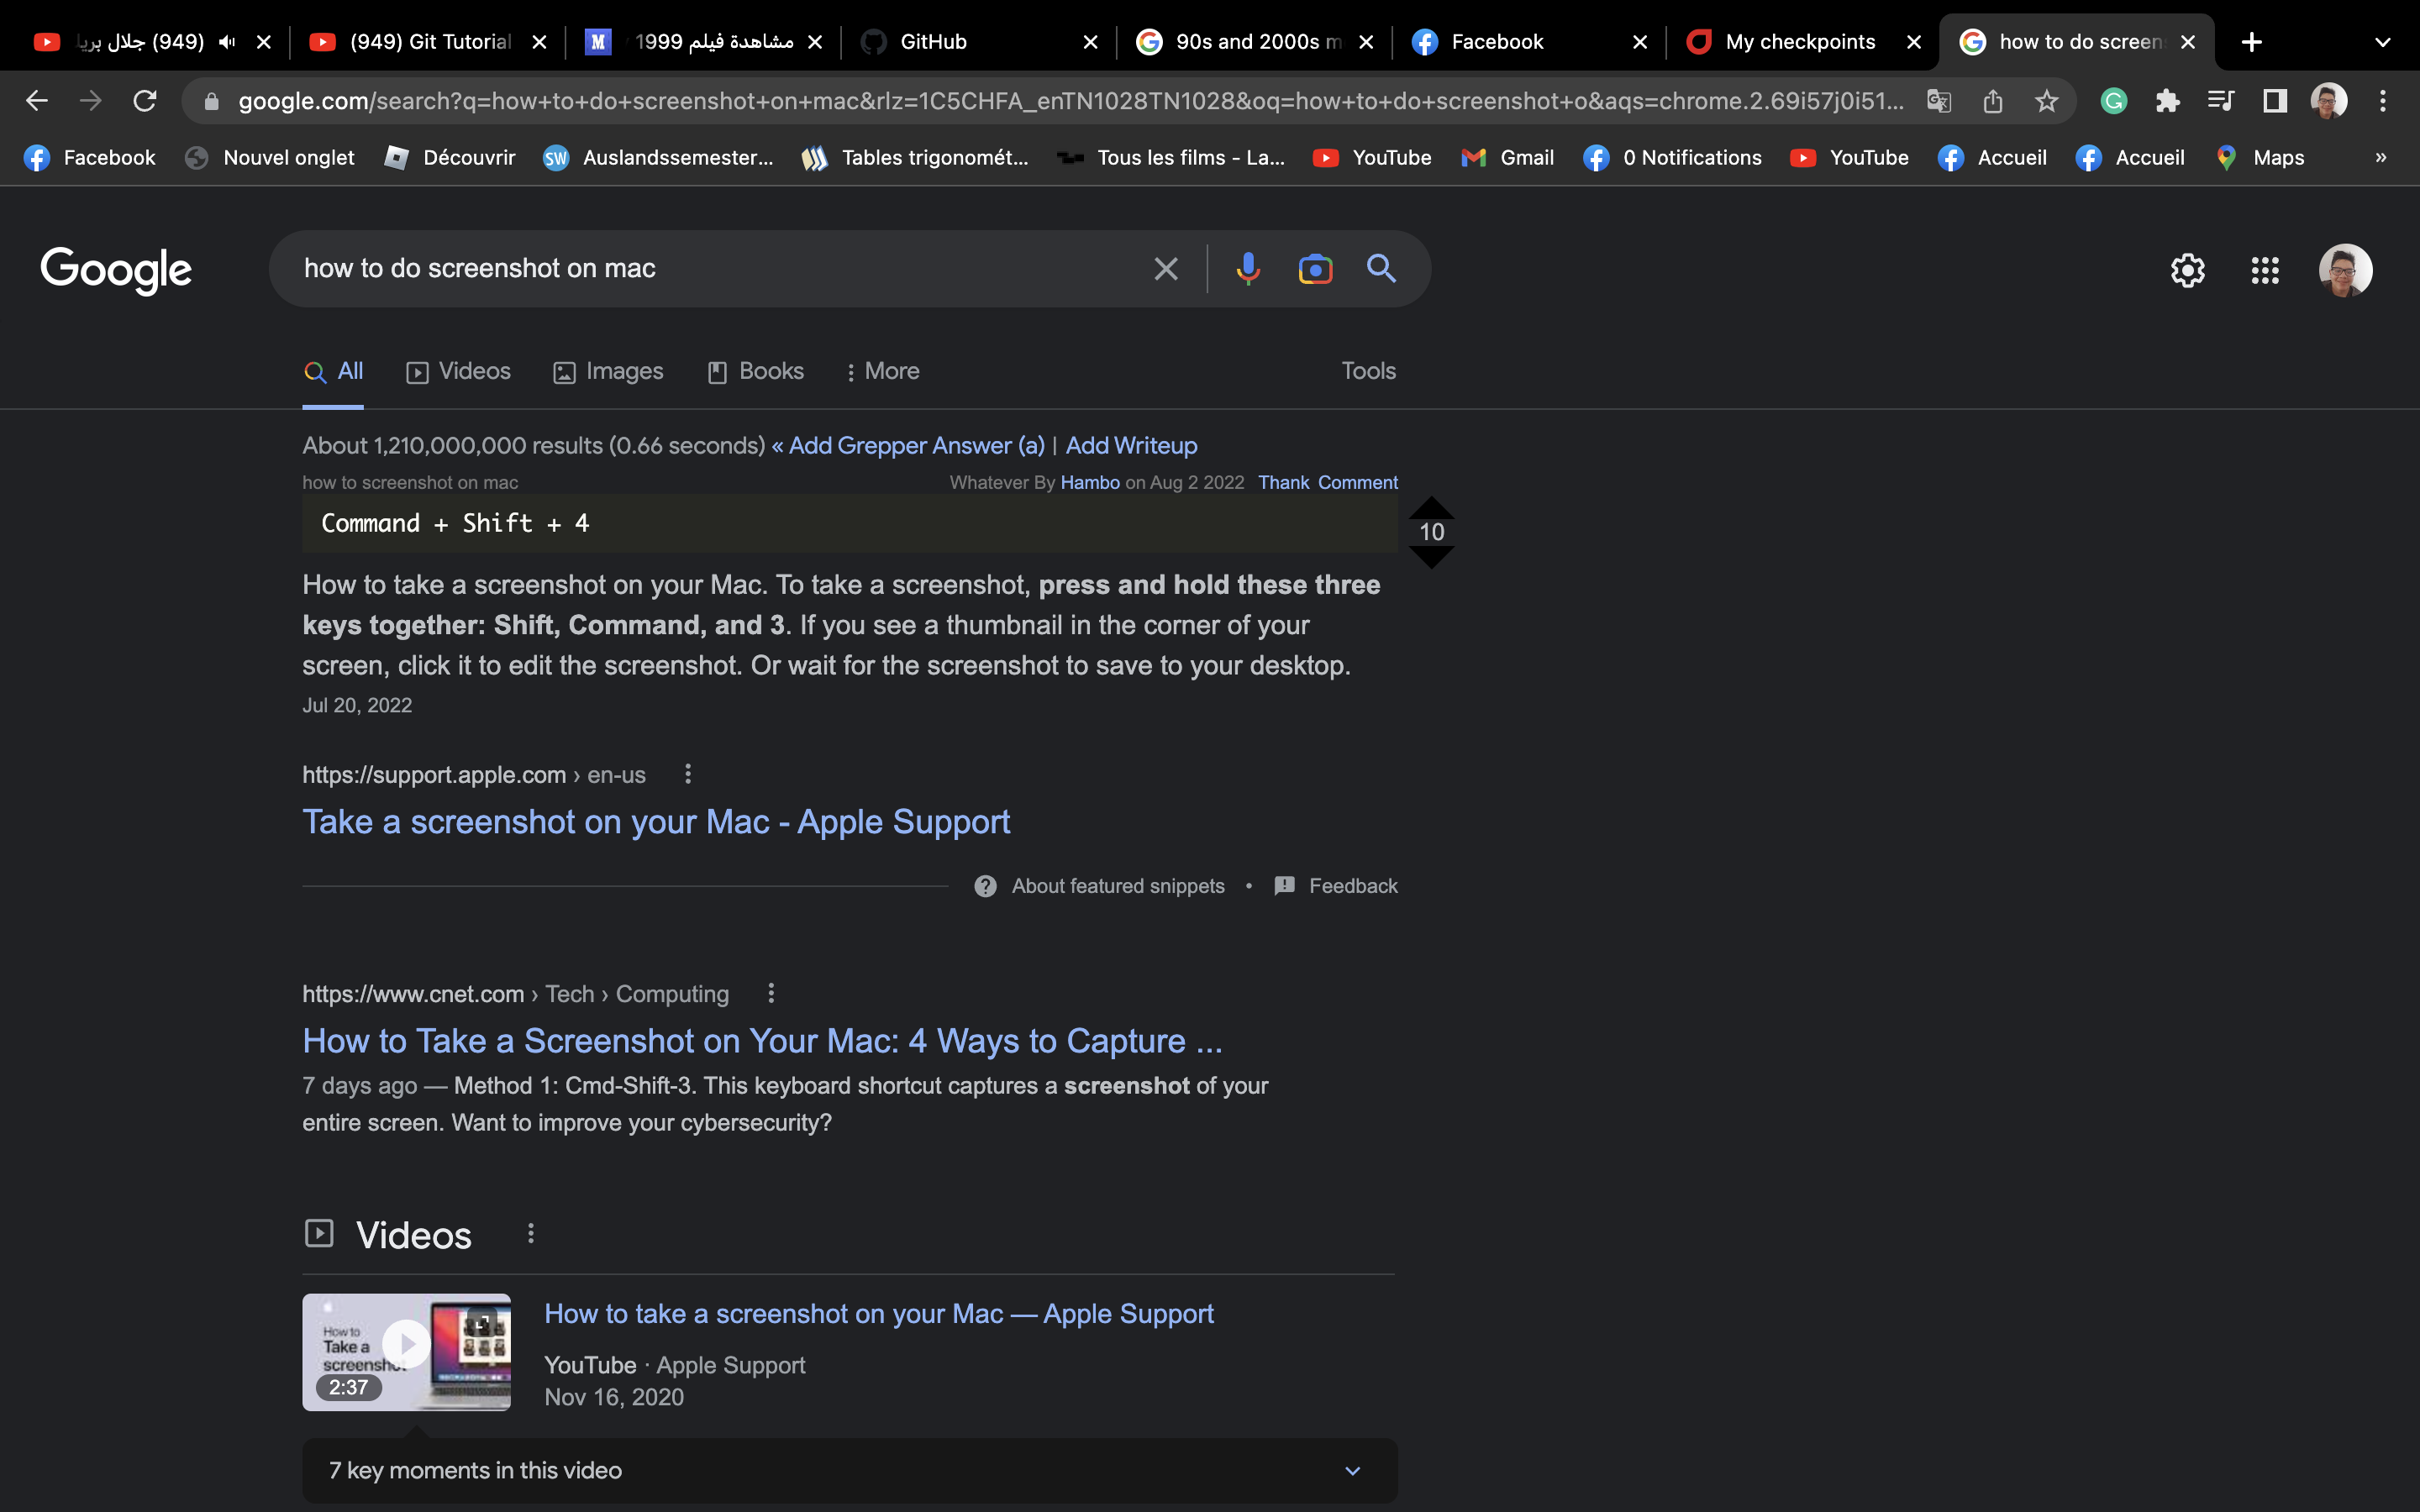 (949) جلال بريا
(949) Git Tutorial
مشاهدة فيلم 1999
GitHub
90s and 2000s m
Facebook
My checkpoints
how to do screen
google.com/search?q=how+to+do+screenshot+on+mac&rlz=1C5CHFA_enTN1028TN1028&oq=how+to+do+screenshot+o&aqs=chrome.2.69i57j0i51...
Facebook
Nouvel onglet
Découvrir
SW
Auslandssemester...
Tables trigonomét...
Tous les films - La...
YouTube
Gmail
0 Notifications
YouTube
Accueil
Accueil
Maps
»
Google
how to do screenshot on mac
All
Videos
Images
Books
More
Tools
About 1,210,000,000 results (0.66 seconds) « Add Grepper Answer (a) | Add Writeup
how to screenshot on mac
Whatever By Hambo on Aug 2 2022 Thank Comment
Command + Shift + 4
10
How to take a screenshot on your Mac. To take a screenshot, press and hold these three
keys together: Shift, Command, and 3. If you see a thumbnail in the corner of your
screen, click it to edit the screenshot. Or wait for the screenshot to save to your desktop.
Jul 20, 2022
https://support.apple.com › en-us
Take a screenshot on your Mac - Apple Support
About featured snippets • Feedback
https://www.cnet.com › Tech › Computing
How to Take a Screenshot on Your Mac: 4 Ways to Capture ...
7 days ago — Method 1: Cmd-Shift-3. This keyboard shortcut captures a screenshot of your
entire screen. Want to improve your cybersecurity?
Videos
How to
Take a
screenshot
2:37
How to take a screenshot on your Mac — Apple Support
YouTube · Apple Support
Nov 16, 2020
7 key moments in this video